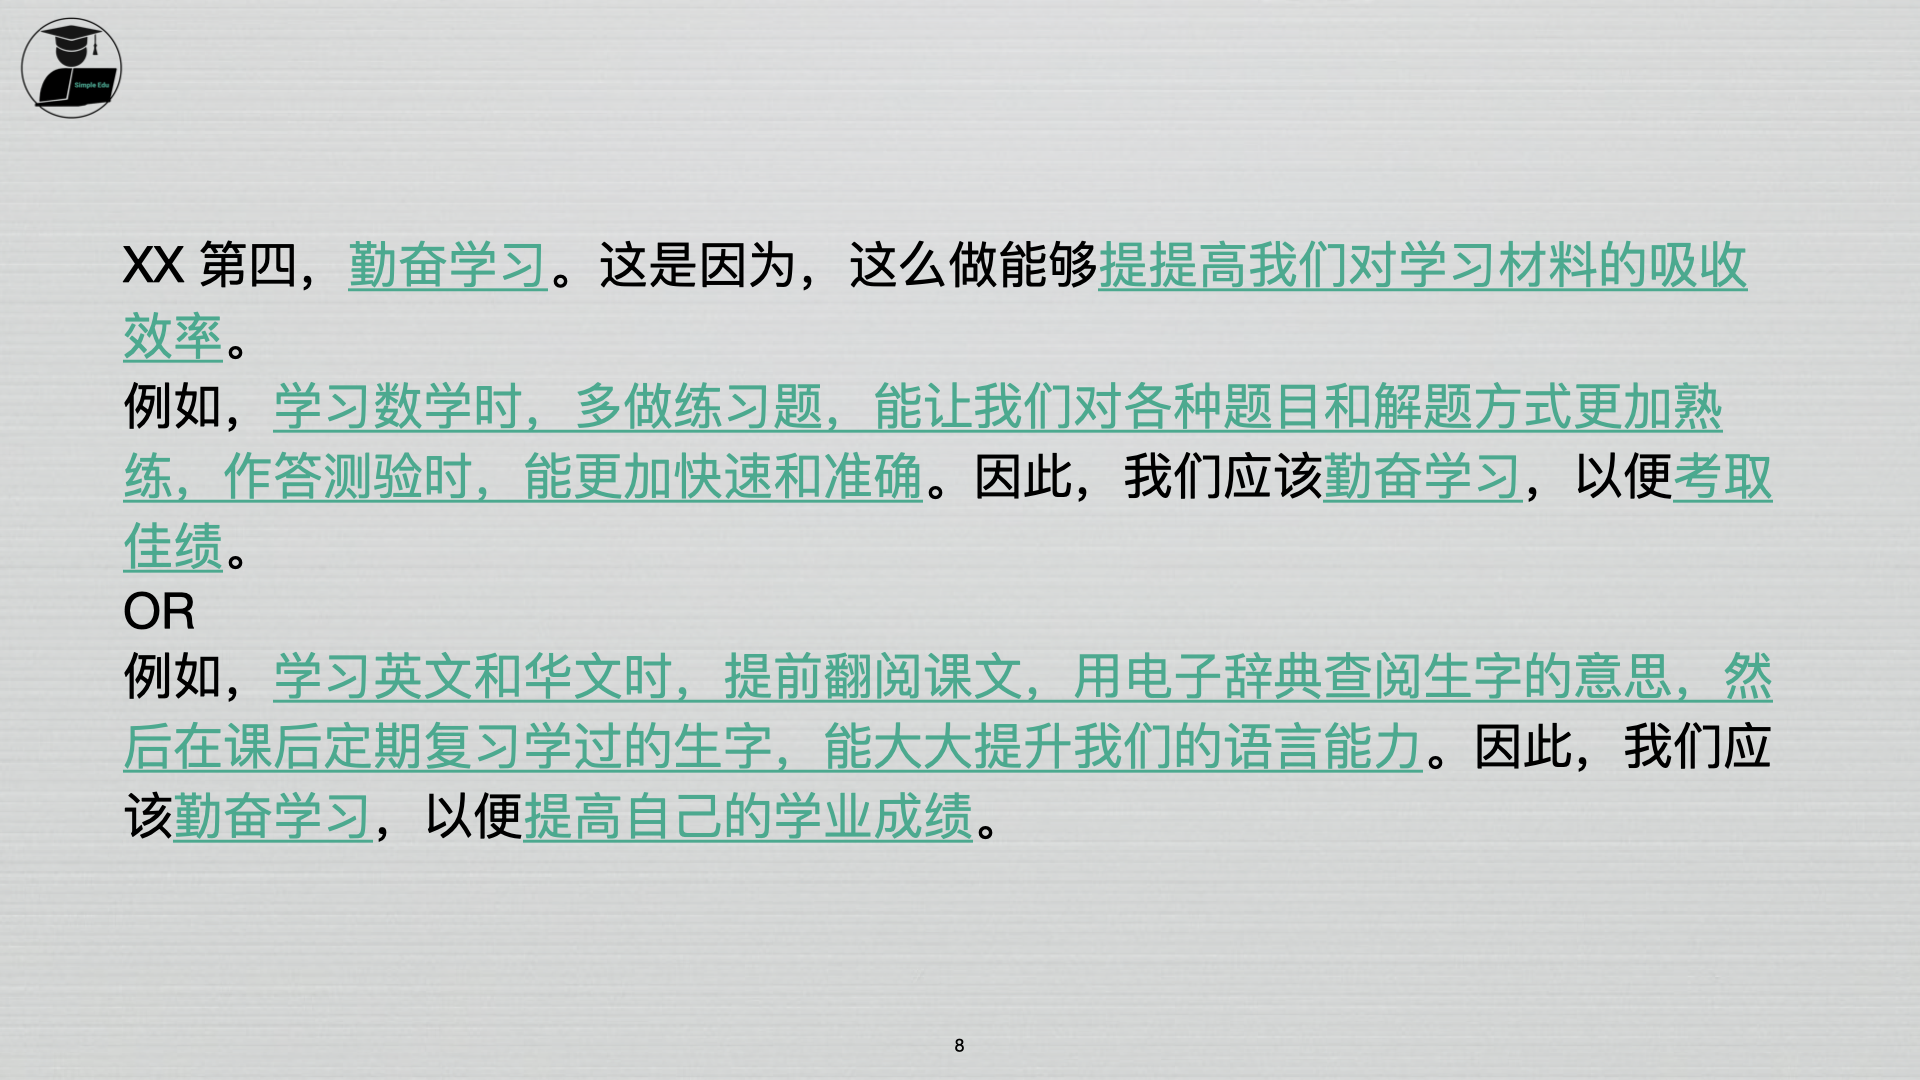 Simple Edu
XX 第四，勤奋学习。这是因为，这么做能够提提高我们对学习材料的吸收
效率。
例如，学习数学时，多做练习题，能让我们对各种题目和解题方式更加熟
练，作答测验时，能更加快速和准确。因此，我们应该勤奋学习，以便考取
佳绩。
OR
例如，学习英文和华文时，提前翻阅课文，用电子辞典查阅生字的意思，然
后在课后定期复习学过的生字，能大大提升我们的语言能力。因此，我们应
该勤奋学习，以便提高自己的学业成绩。
8